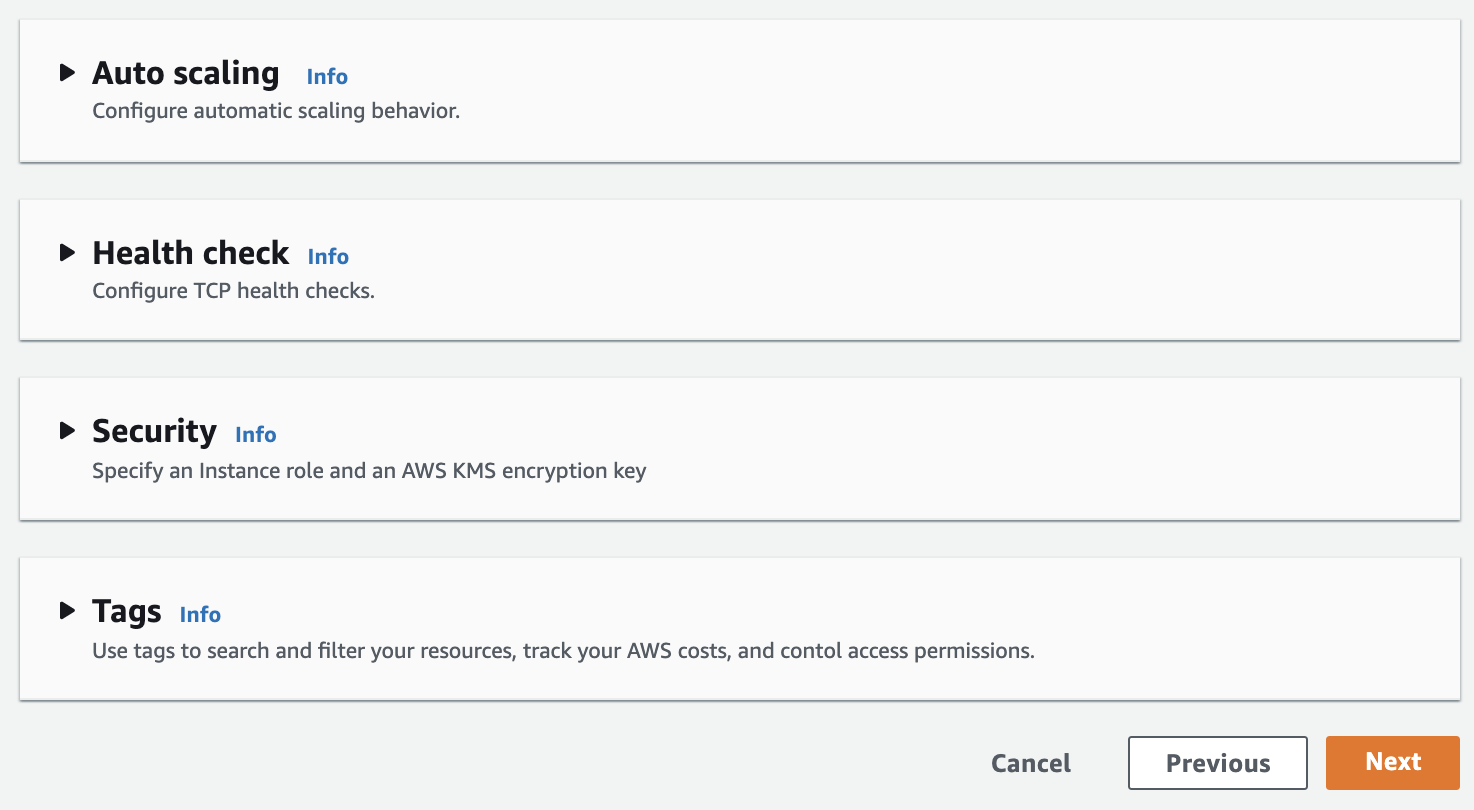 Auto scaling Info
Configure automatic scaling behavior.
Health check Info
Configure TCP health checks.
Security Info
Specify an Instance role and an AWS KMS encryption key
Tags Info
Use tags to search and filter your resources, track your AWS costs, and contol access permissions.
Cancel Previous Next